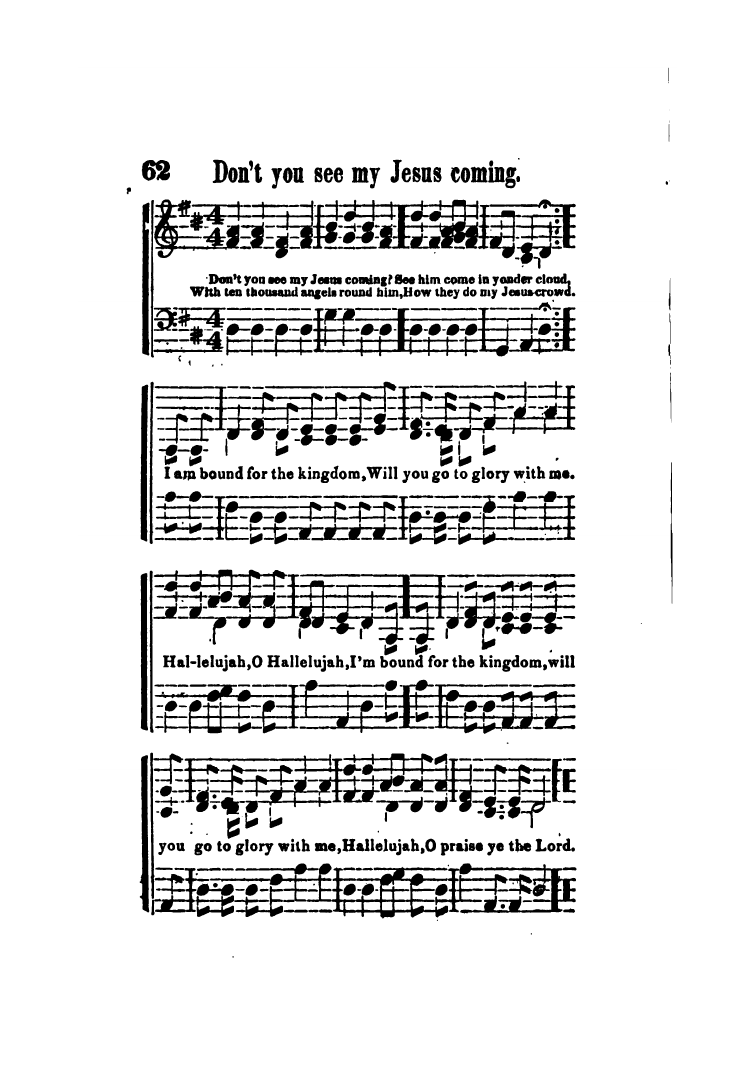 62 Don't you see my Jesus coming.
4 4
Don't you see my Jesus coming? See him come in yonder cloud,
With ten thousand angels round him,How they do my Jesus crowd.
4 4
I am bound for the kingdom,Will you go to glory with me.
Hal-lelujah,O Hallelujah,I'm bound for the kingdom,will
you go to glory with me,Hallelujah,O praise ye the Lord.